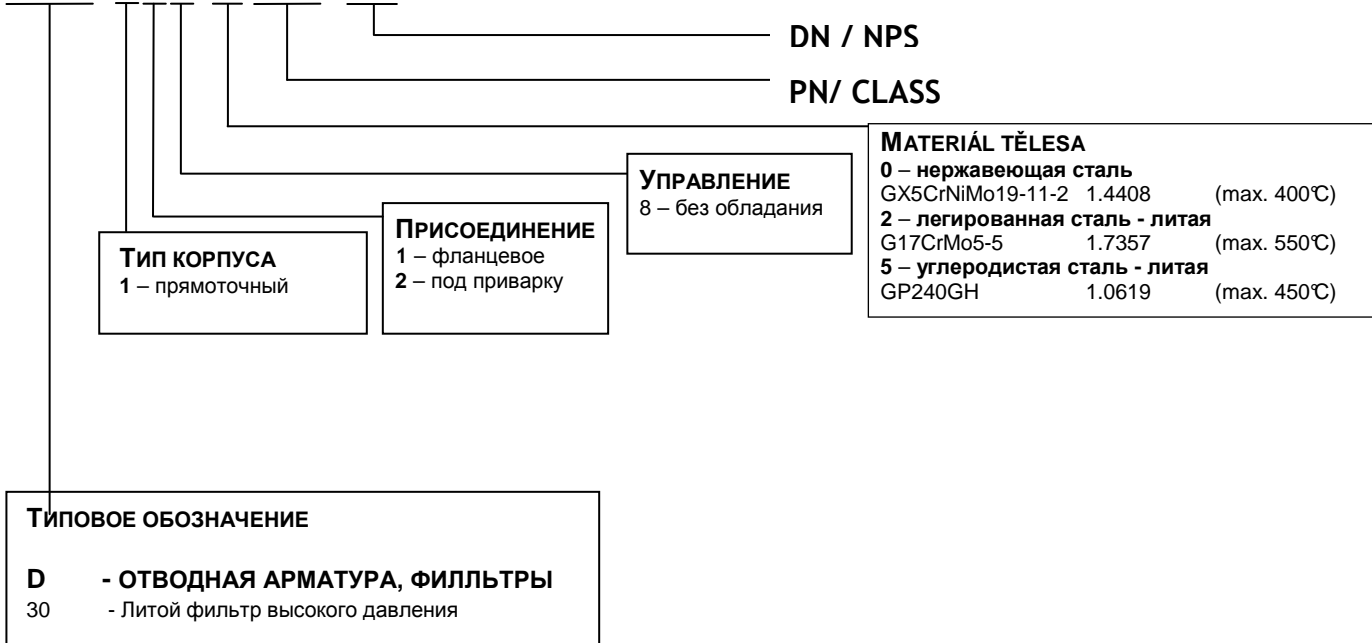 DN / NPS
PN/ CLASS
MATERIÁL TĚLESA
0 – нержавеющая сталь
GX5CrNiMo19-11-2 1.4408 (max. 400°C)
2 – легированная сталь - литая
G17CrMo5-5 1.7357 (max. 550°C)
5 – углеродистая сталь - литая
GP240GH 1.0619 (max. 450°C)
УПРАВЛЕНИЕ
8 – без обладания
ПРИСОЕДИНЕНИЕ
1 – фланцевое
2 – под приварку
ТИП КОРПУСА
1 – прямоточный
ТИПОВОЕ ОБОЗНАЧЕНИЕ
D - ОТВОДНАЯ АРМАТУРА, ФИЛЛЬТРЫ
30 - Литой фильтр высокого давления